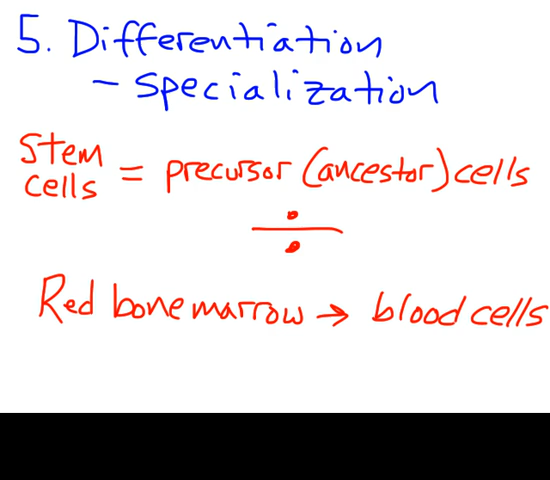 5. Differentiation
- Specialization
Stem cells = precursor (ancestor) cells
÷
Red bone marrow → blood cells